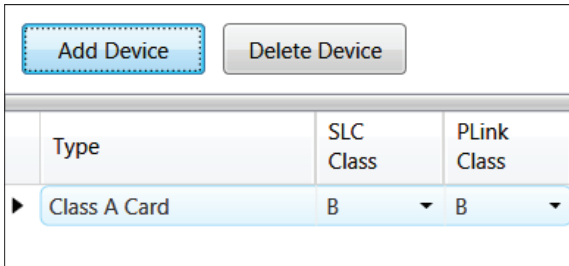 Add Device Delete Device
Type SLC Class PLink Class
Class A Card B B